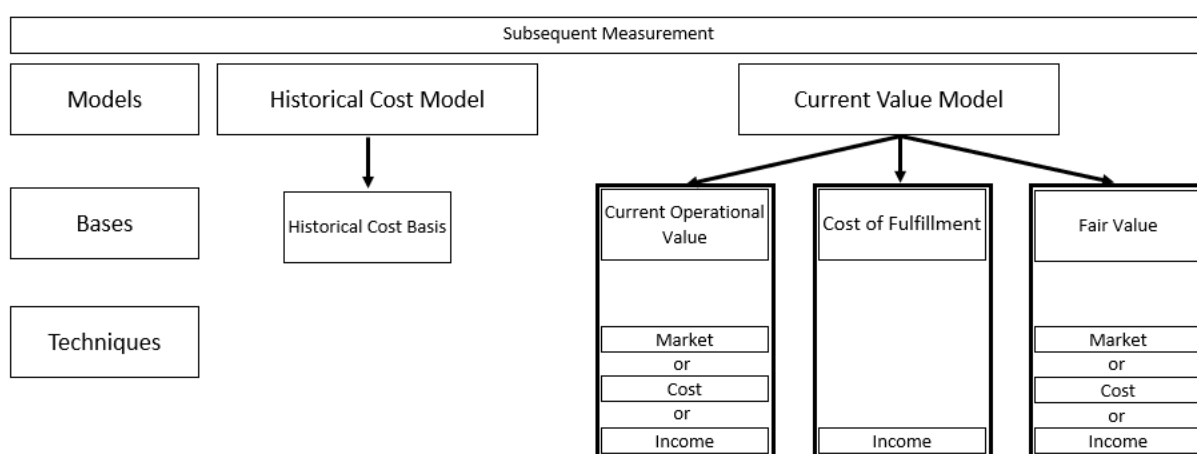 Subsequent Measurement
Models
Historical Cost Model
Current Value Model
Bases
Historical Cost Basis
Current Operational
Value
Cost of Fulfillment
Fair Value
Techniques
Market
or
Cost
or
Income
Income
Market
or
Cost
or
Income